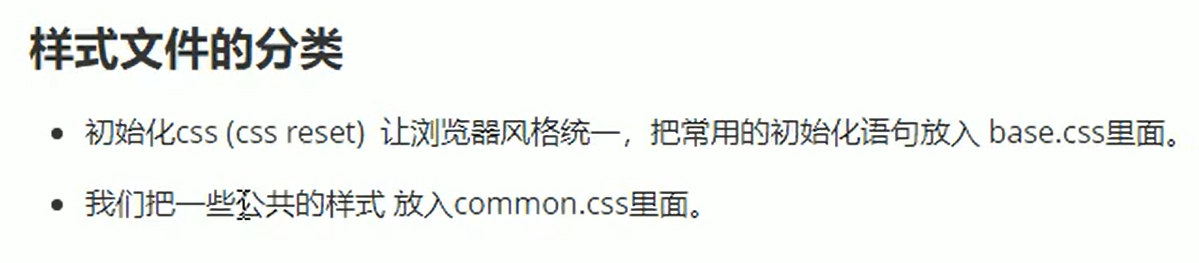 样式文件的分类
初始化css (css reset) 让浏览器风格统一，把常用的初始化语句放入 base.css里面。
我们把一些公共的样式 放入common.css里面。